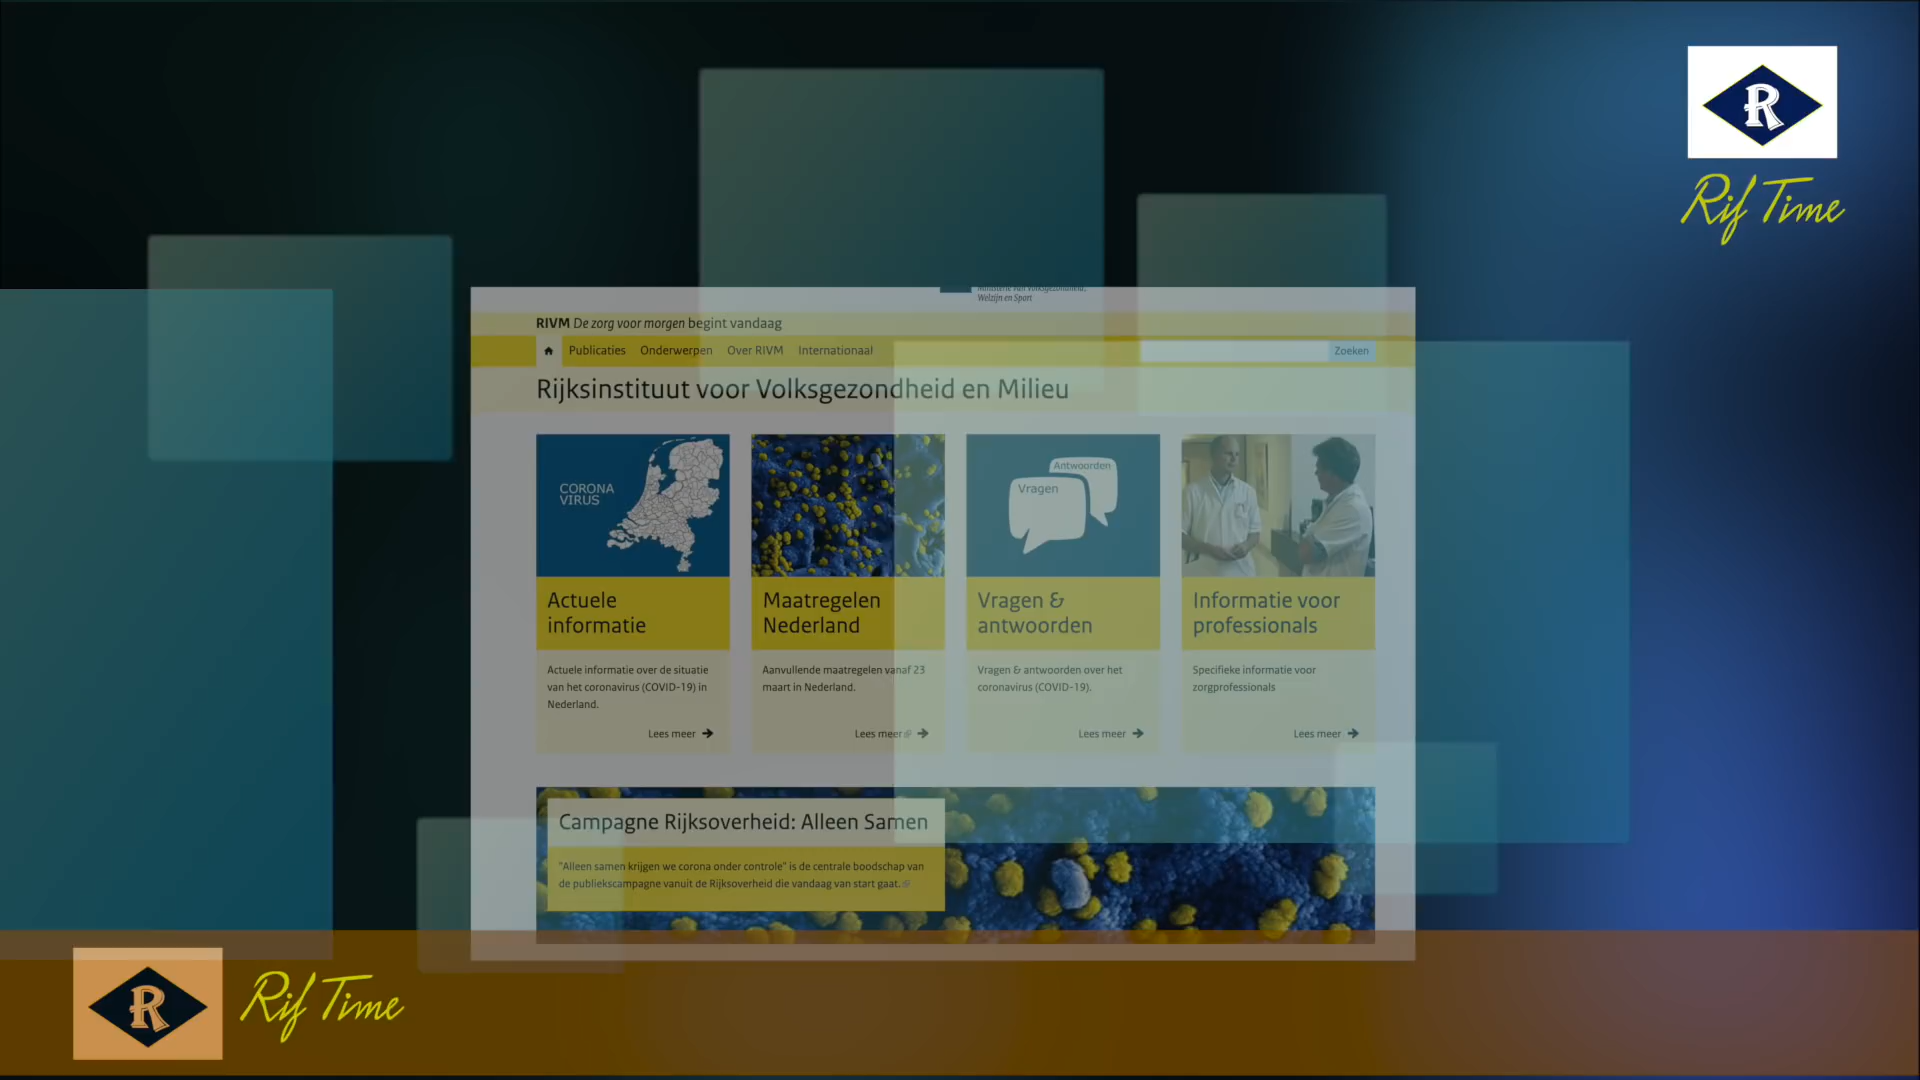 R
Rif Time
Ministerie van Volksgezondheid,
Welzijn en Sport
RIVM De zorg voor morgen begint vandaag
Publicaties Onderwerpen Over RIVM Internationaal Zoeken
Rijksinstituut voor Volksgezondheid en Milieu
CORONA
VIRUS
Antwoorden
Vragen
Actuele
informatie
Actuele informatie over de situatie
van het coronavirus (COVID-19) in
Nederland.
Lees meer
Maatregelen
Nederland
Aanvullende maatregelen vanaf 23
maart in Nederland.
Lees meer
Vragen &
antwoorden
Vragen & antwoorden over het
coronavirus (COVID-19).
Lees meer
Informatie voor
professionals
Specifieke informatie voor
zorgprofessionals
Lees meer
Campagne Rijksoverheid: Alleen Samen
"Alleen samen krijgen we corona onder controle" is de centrale boodschap van
de publiekscampagne vanuit de Rijksoverheid die vandaag van start gaat.
R
Rif Time